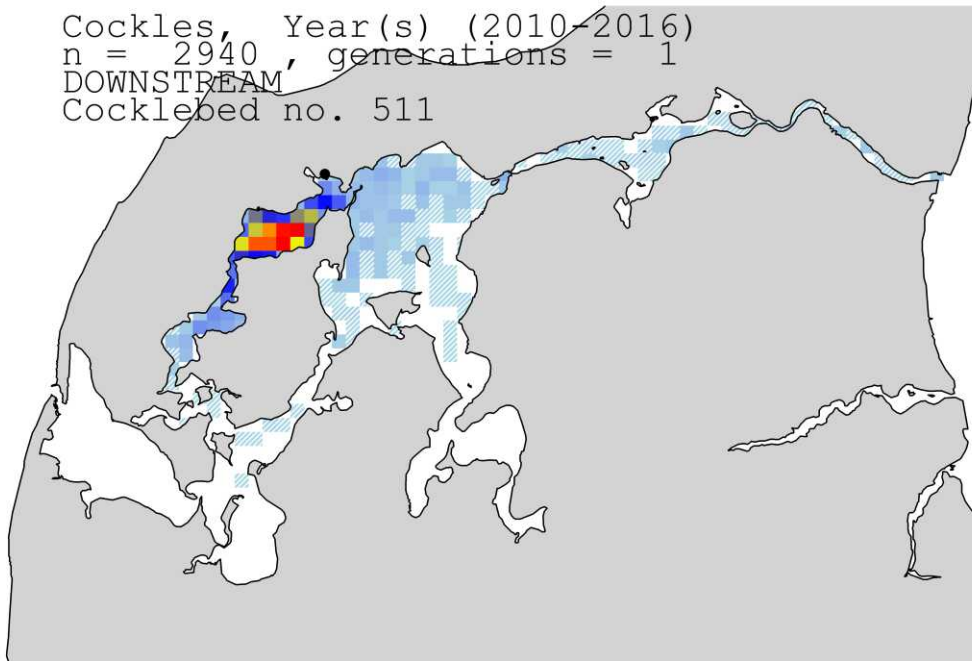 Cockles, Year(s) (2010-2016)
n = 2940 , generations = 1
DOWNSTREAM
Cocklebed no. 511